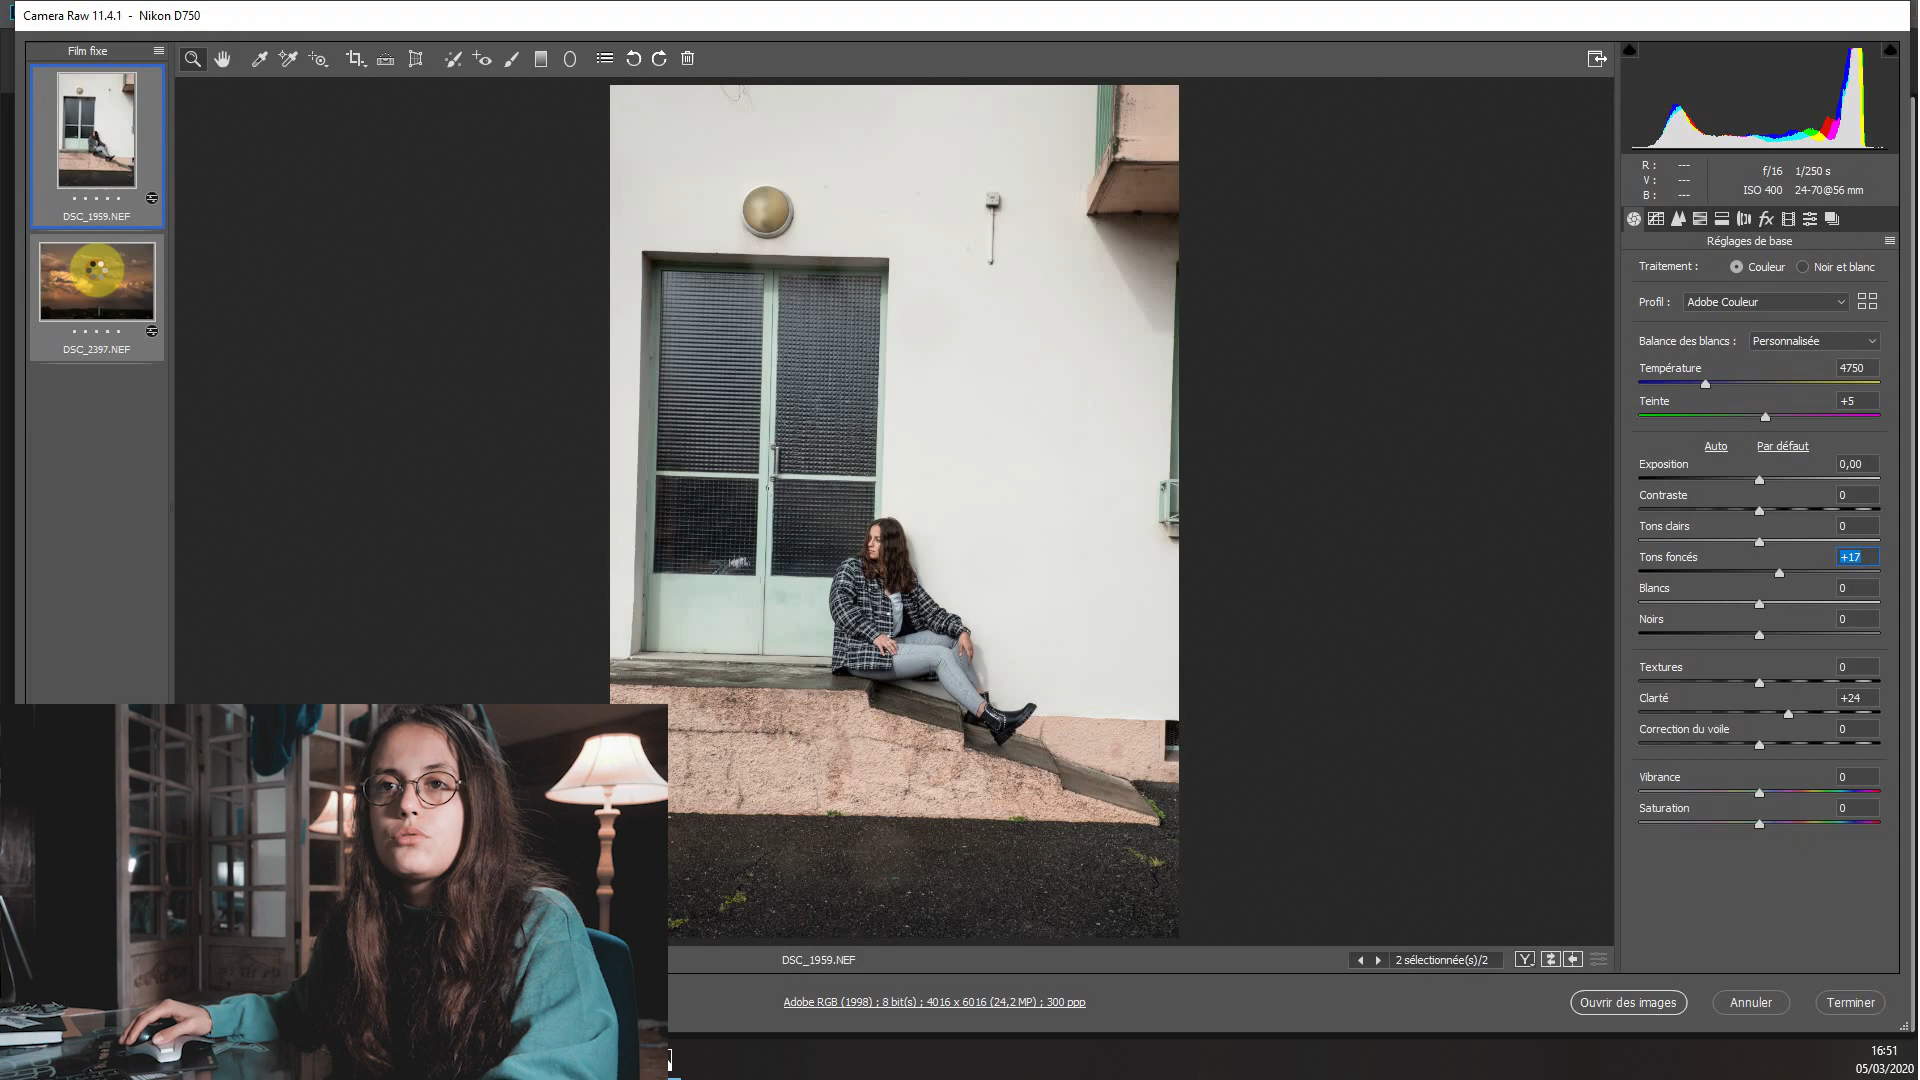 Camera Raw 11.4.1 - Nikon D750
Film fixe
DSC_1959.NEF
DSC_2397.NEF
R : ---
V : ---
B : ---
f/16 1/250 s
ISO 400 24-70@56 mm
fx
Réglages de base
Traitement : Couleur Noir et blanc
Profil : Adobe Couleur
Balance des blancs : Personnalisée
Température 4750
Teinte +5
Auto Par défaut
Exposition 0,00
Contraste 0
Tons clairs 0
Tons foncés +17
Blancs 0
Noirs 0
Textures 0
Clarté +24
Correction du voile 0
Vibrance 0
Saturation 0
DSC_1959.NEF
2 sélectionnée(s)/2
Y
Adobe RGB (1998) ; 8 bit(s) ; 4016 x 6016 (24,2 MP) ; 300 ppp
Ouvrir des images Annuler Terminer
16:51
05/03/2020